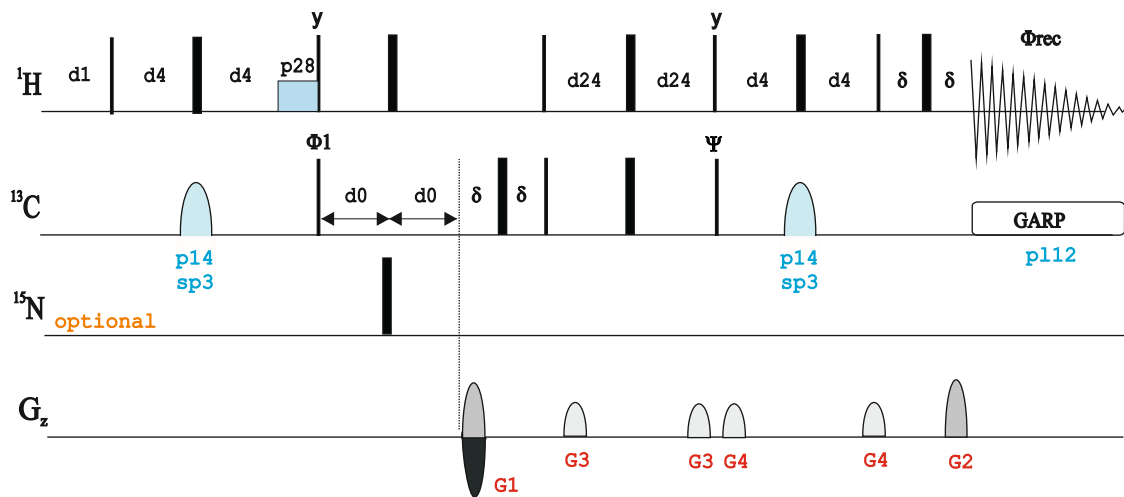 y y
Φrec
¹H d1 d4 d4 p28 d24 d24 d4 d4 δ δ
Φ1 Ψ
¹³C d0 d0 δ δ GARP
p14 p14 pl12
sp3 sp3
¹⁵N
optional
G_z
G3 G3 G4 G4 G2
G1